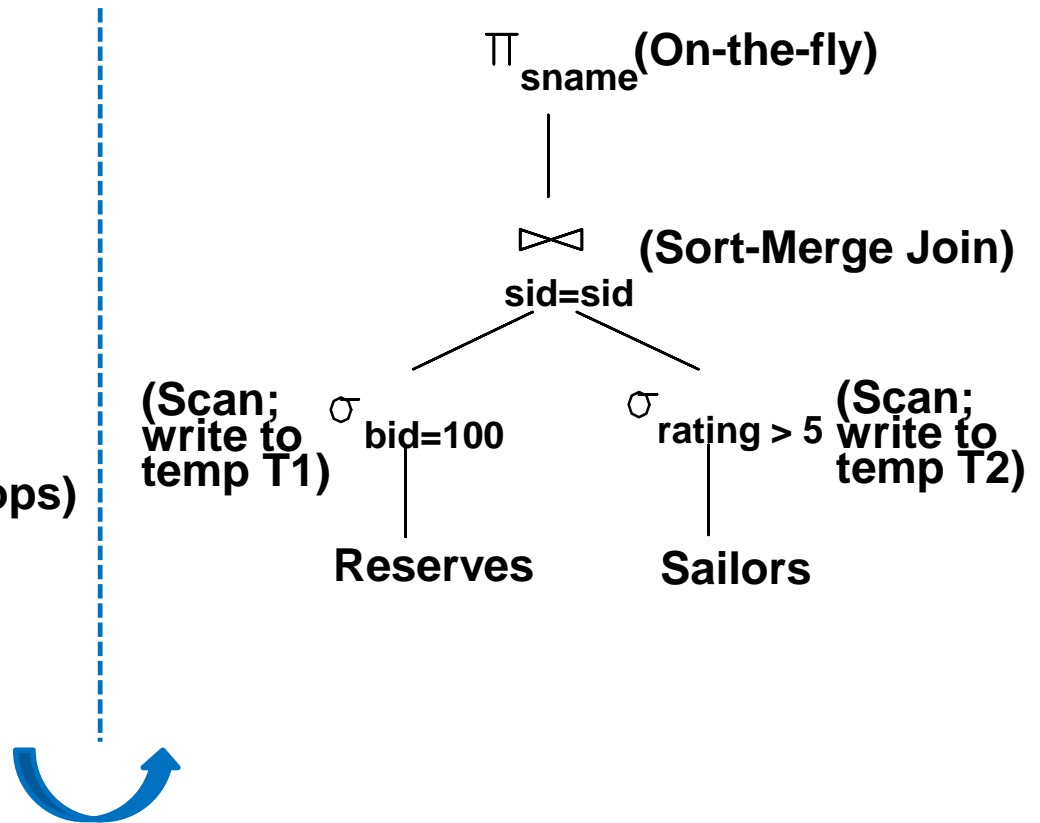 π sname (On-the-fly)
⋈ (Sort-Merge Join)
sid=sid
(Scan;
write to
temp T1)
σ bid=100
σ rating > 5
(Scan;
write to
temp T2)
ops)
Reserves
Sailors